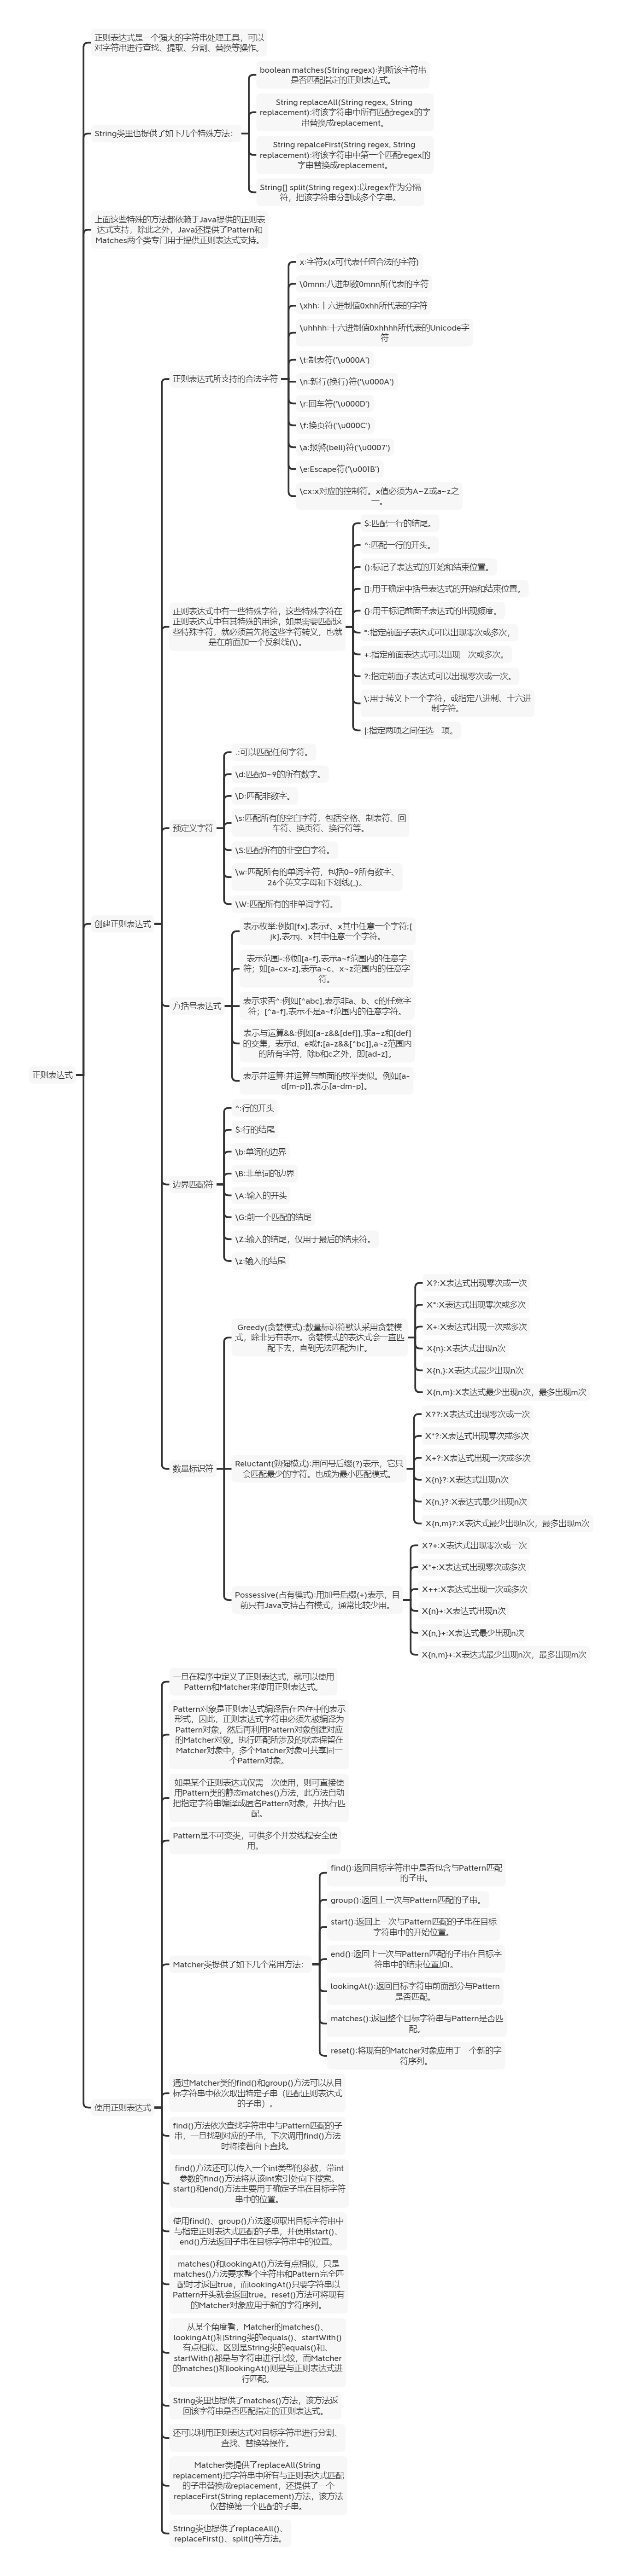 正则表达式是一个强大的字符串处理工具，可以
对字符串进行查找、提取、分割、替换等操作。
boolean matches(String regex):判断该字符串
是否匹配指定的正则表达式。
String replaceAll(String regex, String
replacement):将该字符串中所有匹配regex的字
串替换成replacement。
String类里也提供了如下几个特殊方法：
String repalceFirst(String regex, String
replacement):将该字符串中第一个匹配regex的
字串替换成replacement。
String[] split(String regex):以regex作为分隔
符，把该字符串分割成多个字串。
上面这些特殊的方法都依赖于Java提供的正则表
达式支持，除此之外，Java还提供了Pattern和
Matches两个类专门用于提供正则表达式支持。
x:字符x(x可代表任何合法的字符)
\0mnn:八进制数0mnn所代表的字符
\xhh:十六进制值0xhh所代表的字符
\uhhhh:十六进制值0xhhhh所代表的Unicode字
符
\t:制表符('\u000A')
正则表达式所支持的合法字符
\n:新行(换行)符('\u000A')
\r:回车符('\u000D')
\f:换页符('\u000C')
\a:报警(bell)符('\u0007')
\e:Escape符('\u001B')
\cx:x对应的控制符。x值必须为A~Z或a~z之
一。
$:匹配一行的结尾。
^:匹配一行的开头。
():标记子表达式的开始和结束位置。
[]:用于确定中括号表达式的开始和结束位置。
{}:用于标记前面子表达式的出现频度。
正则表达式中有一些特殊字符，这些特殊字符在
正则表达式中有其特殊的用途，如果需要匹配这
些特殊字符，就必须首先将这些字符转义，也就
是在前面加一个反斜线(\)。
*:指定前面子表达式可以出现零次或多次，
+:指定前面表达式可以出现一次或多次。
?:指定前面子表达式可以出现零次或一次。
\:用于转义下一个字符，或指定八进制、十六进
制字符。
|:指定两项之间任选一项。
.:可以匹配任何字符。
\d:匹配0~9的所有数字。
\D:匹配非数字。
\s:匹配所有的空白字符，包括空格、制表符、回
车符、换页符、换行符等。
预定义字符
\S:匹配所有的非空白字符。
\w:匹配所有的单词字符，包括0~9所有数字、
26个英文字母和下划线(_)。
\W:匹配所有的非单词字符。
创建正则表达式
表示枚举:例如[fx],表示f、x其中任意一个字符;[
jk],表示j、x其中任意一个字符。
表示范围-:例如[a-f],表示a~f范围内的任意字
符；如[a-cx-z],表示a~c、x~z范围内的任意字
符。
方括号表达式
表示求否^:例如[^abc],表示非a、b、c的任意字
符；[^a-f],表示不是a~f范围内的任意字符。
表示与运算&&:例如[a-z&&[def]],求a~z和[def]
的交集，表示d、e或f;[a-z&&[^bc]],a~z范围内
的所有字符，除b和c之外，即[ad-z]。
表示并运算:并运算与前面的枚举类似。例如[a-
d[m-p]],表示[a-dm-p]。
正则表达式
^:行的开头
$:行的结尾
\b:单词的边界
\B:非单词的边界
边界匹配符
\A:输入的开头
\G:前一个匹配的结尾
\Z:输入的结尾，仅用于最后的结束符。
\z:输入的结尾
X?:X表达式出现零次或一次
X*:X表达式出现零次或多次
Greedy(贪婪模式):数量标识符默认采用贪婪模
式，除非另有表示。贪婪模式的表达式会一直匹
配下去，直到无法匹配为止。
X+:X表达式出现一次或多次
X{n}:X表达式出现n次
X{n,}:X表达式最少出现n次
X{n,m}:X表达式最少出现n次，最多出现m次
X??:X表达式出现零次或一次
X*?:X表达式出现零次或多次
X+?:X表达式出现一次或多次
数量标识符
Reluctant(勉强模式):用问号后缀(?)表示，它只
会匹配最少的字符。也成为最小匹配模式。
X{n}?:X表达式出现n次
X{n,}?:X表达式最少出现n次
X{n,m}?:X表达式最少出现n次，最多出现m次
X?+:X表达式出现零次或一次
X*+:X表达式出现零次或多次
X++:X表达式出现一次或多次
Possessive(占有模式):用加号后缀(+)表示，目
前只有Java支持占有模式，通常比较少用。
X{n}+:X表达式出现n次
X{n,}+:X表达式最少出现n次
X{n,m}+:X表达式最少出现n次，最多出现m次
一旦在程序中定义了正则表达式，就可以使用
Pattern和Matcher来使用正则表达式。
Pattern对象是正则表达式编译后在内存中的表示
形式，因此，正则表达式字符串必须先被编译为
Pattern对象，然后再利用Pattern对象创建对应
的Matcher对象。执行匹配所涉及的状态保留在
Matcher对象中，多个Matcher对象可共享同一
个Pattern对象。
如果某个正则表达式仅需一次使用，则可直接使
用Pattern类的静态matches()方法，此方法自动
把指定字符串编译成匿名Pattern对象，并执行匹
配。
Pattern是不可变类，可供多个并发线程安全使
用。
find():返回目标字符串中是否包含与Pattern匹配
的子串。
group():返回上一次与Pattern匹配的子串。
start():返回上一次与Pattern匹配的子串在目标
字符串中的开始位置。
Matcher类提供了如下几个常用方法：
end():返回上一次与Pattern匹配的子串在目标字
符串中的结束位置加1。
lookingAt():返回目标字符串前面部分与Pattern
是否匹配。
matches():返回整个目标字符串与Pattern是否匹
配。
reset():将现有的Matcher对象应用于一个新的字
符序列。
通过Matcher类的find()和group()方法可以从目
标字符串中依次取出特定子串（匹配正则表达式
的子串）。
使用正则表达式
find()方法依次查找字符串中与Pattern匹配的子
串，一旦找到对应的子串，下次调用find()方法
时将接着向下查找。
find()方法还可以传入一个int类型的参数，带int
参数的find()方法将从该int索引处向下搜索。
start()和end()方法主要用于确定子串在目标字符
串中的位置。
使用find()、group()方法逐项取出目标字符串中
与指定正则表达式匹配的子串，并使用start()、
end()方法返回子串在目标字符串中的位置。
matches()和lookingAt()方法有点相似，只是
matches()方法要求整个字符串和Pattern完全匹
配时才返回true，而lookingAt()只要字符串以
Pattern开头就会返回true。reset()方法可将现有
的Matcher对象应用于新的字符序列。
从某个角度看，Matcher的matches()、
lookingAt()和String类的equals()、startWith()
有点相似。区别是String类的equals()和、
startWith()都是与字符串进行比较，而Matcher
的matches()和lookingAt()则是与正则表达式进
行匹配。
String类里也提供了matches()方法，该方法返
回该字符串是否匹配指定的正则表达式。
还可以利用正则表达式对目标字符串进行分割、
查找、替换等操作。
Matcher类提供了replaceAll(String
replacement)把字符串中所有与正则表达式匹配
的子串替换成replacement，还提供了一个
replaceFirst(String replacement)方法，该方法
仅替换第一个匹配的子串。
String类也提供了replaceAll()、
replaceFirst()、split()等方法。